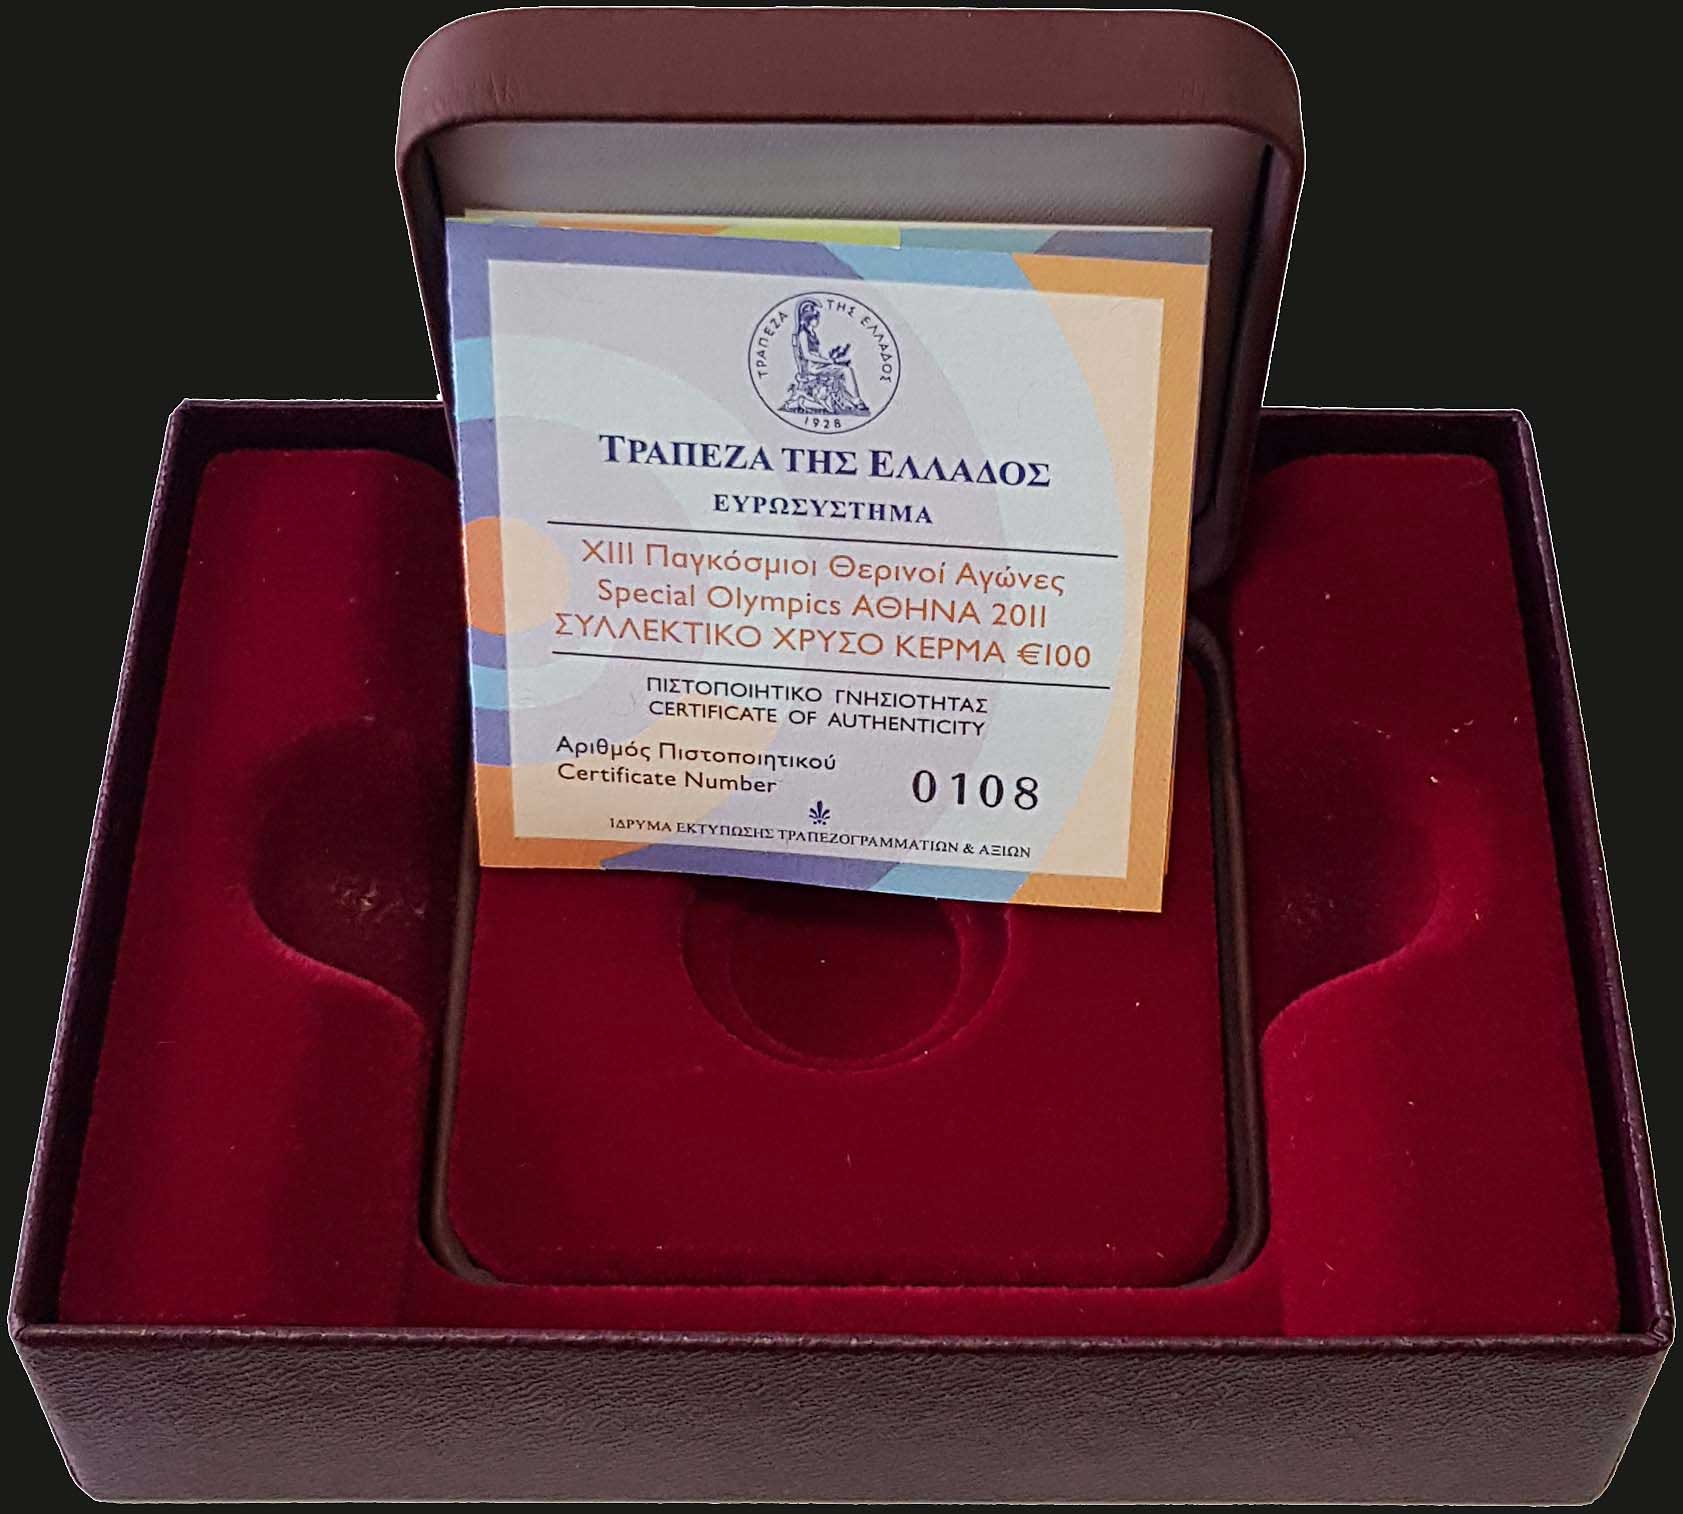 ΤΡΑΠΕΖΑ ΤΗΣ ΕΛΛΑΔΟΣ
1928
ΤΡΑΠΕΖΑ ΤΗΣ ΕΛΛΑΔΟΣ
ΕΥΡΩΣΥΣΤΗΜΑ
XIII Παγκόσμιοι Θερινοί Αγώνες
Special Olympics ΑΘΗΝΑ 2011
ΣΥΛΛΕΚΤΙΚΟ ΧΡΥΣΟ ΚΕΡΜΑ €100
ΠΙΣΤΟΠΟΙΗΤΙΚΟ ΓΝΗΣΙΟΤΗΤΑΣ
CERTIFICATE OF AUTHENTICITY
Αριθμός Πιστοποιητικού
Certificate Number 0108
ΙΔΡΥΜΑ ΕΚΤΥΠΩΣΗΣ ΤΡΑΠΕΖΟΓΡΑΜΜΑΤΙΩΝ & ΑΞΙΩΝ